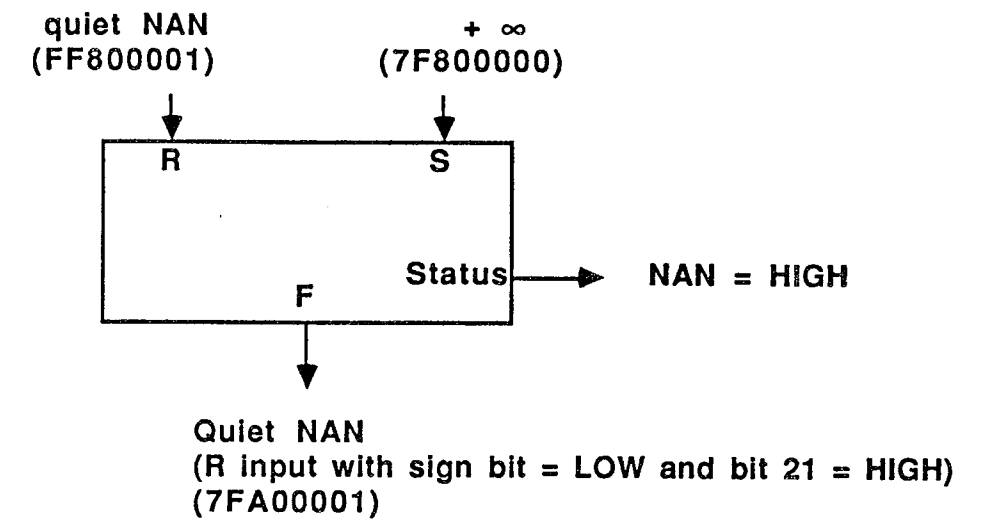 quiet NAN
(FF800001)
+ ∞
(7F800000)
R
S
Status
NAN = HIGH
F
Quiet NAN
(R input with sign bit = LOW and bit 21 = HIGH)
(7FA00001)